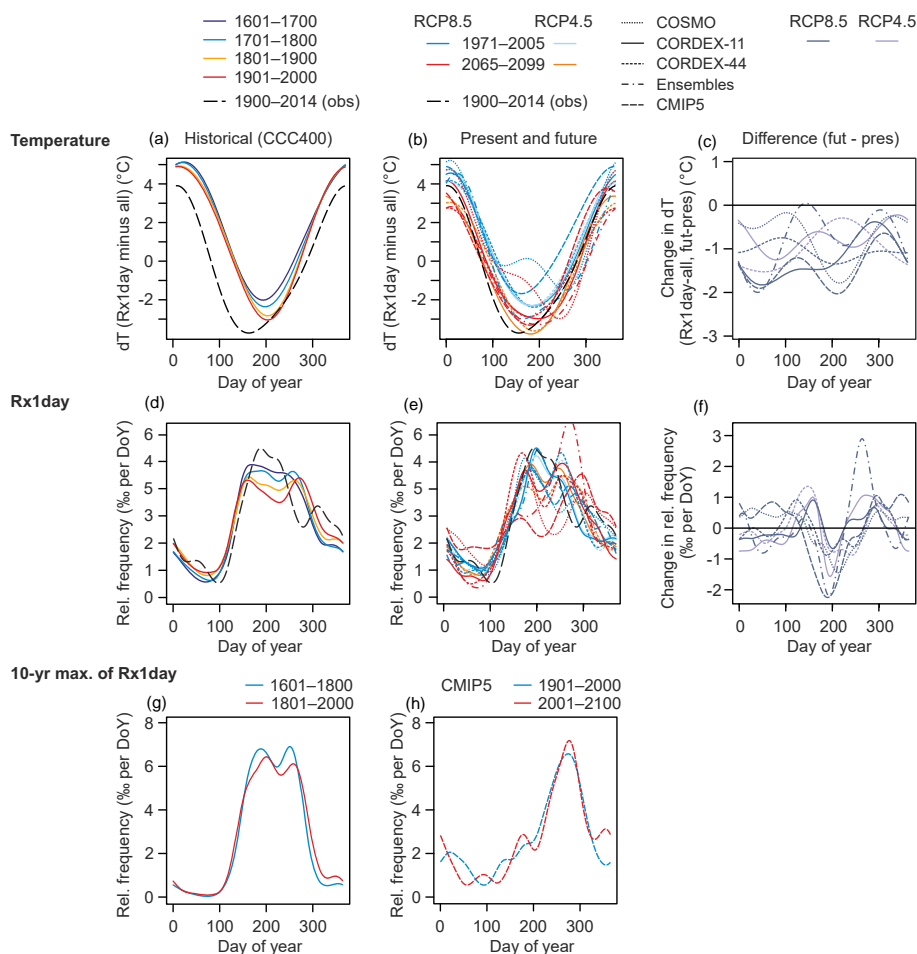 1601–1700
1701–1800
1801–1900
1901–2000
1900–2014 (obs)
RCP8.5 RCP4.5
1971–2005
2065–2099
1900–2014 (obs)
COSMO
CORDEX-11
CORDEX-44
Ensembles
CMIP5
RCP8.5 RCP4.5
Temperature
(a) Historical (CCC400)
dT (Rx1day minus all) (°C)
4
2
0
-2
0 100 200 300
Day of year
(b) Present and future
dT (Rx1day minus all) (°C)
4
2
0
-2
0 100 200 300
Day of year
(c) Difference (fut - pres)
Change in dT
(Rx1day-all, fut-pres) (°C)
1
0
-1
-2
-3
0 100 200 300
Day of year
Rx1day
(d)
Rel. frequency (‰ per DoY)
6
4
5
3
2
1
0
0 100 200 300
Day of year
(e)
Rel. frequency (‰ per DoY)
6
4
5
3
2
1
0
0 100 200 300
Day of year
(f)
Change in rel. frequency
(‰ per DoY)
3
2
1
0
-1
-2
0 100 200 300
Day of year
10-yr max. of Rx1day
1601–1800
1801–2000
(g)
Rel. frequency (‰ per DoY)
8
6
4
2
0
0 100 200 300
Day of year
CMIP5
1901–2000
2001–2100
(h)
Rel. frequency (‰ per DoY)
8
6
4
2
0
0 100 200 300
Day of year